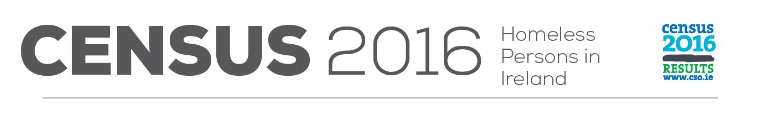 CENSUS 2016
Homeless
Persons in
Ireland
census
2016
RESULTS
www.cso.ie